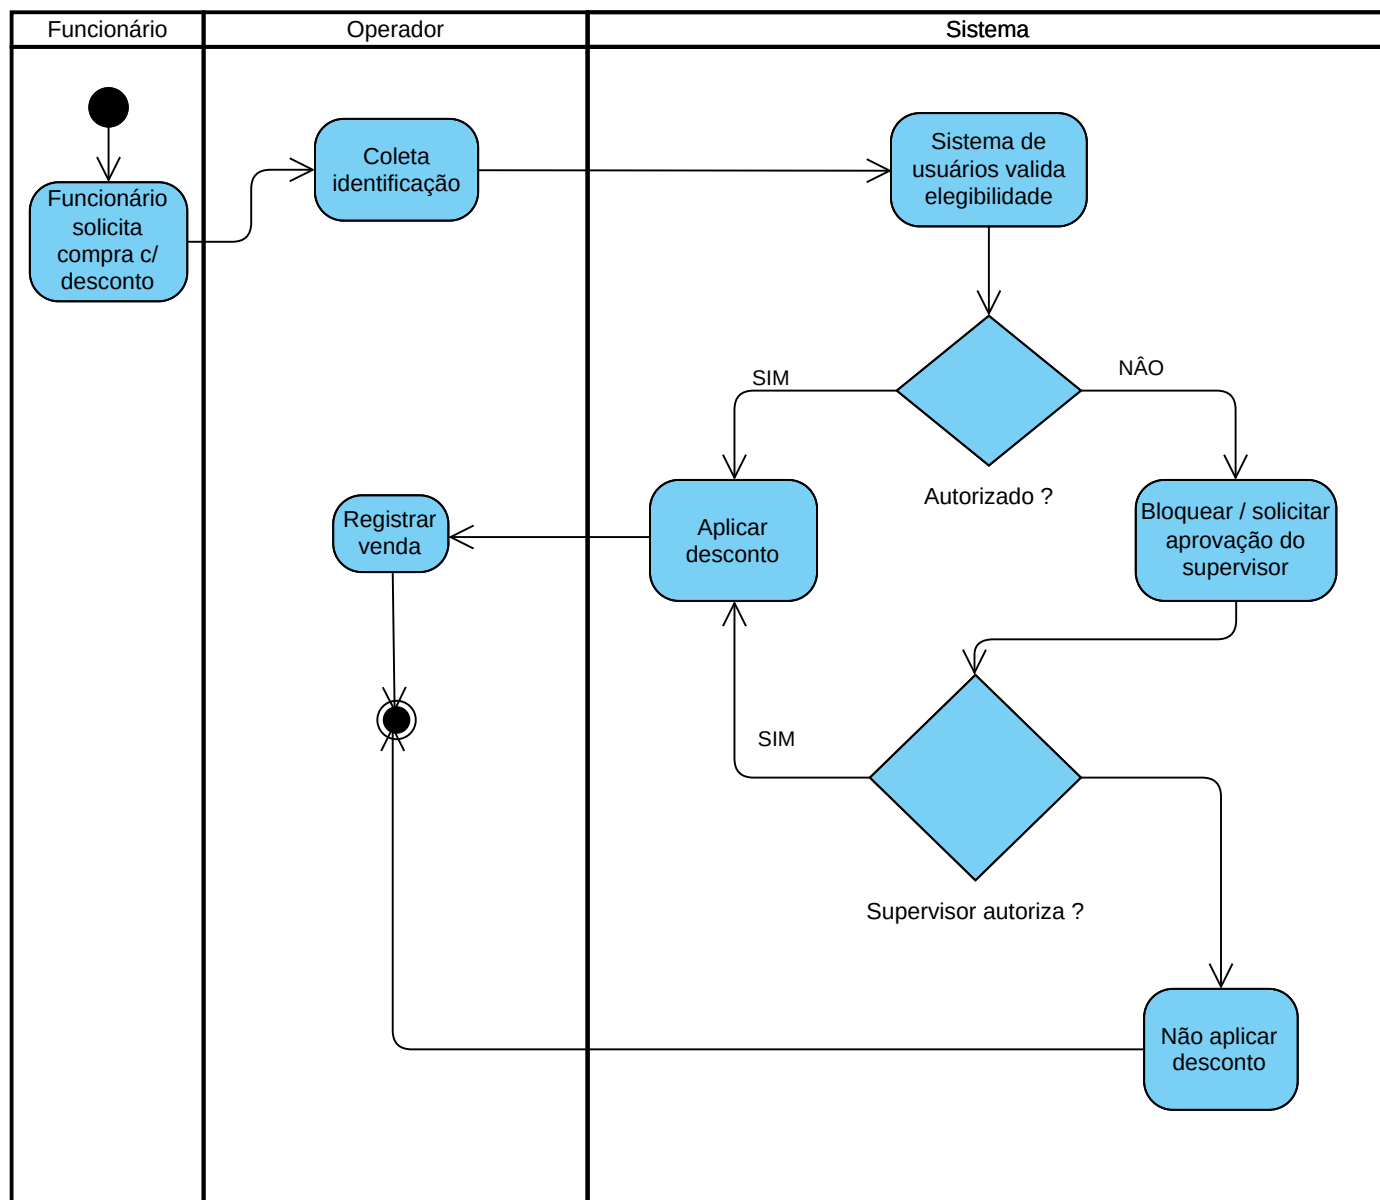 Funcionário
Operador
Sistema
Funcionário
solicita
compra c/
desconto
Coleta
identificação
Sistema de
usuários valida
elegibilidade
SIM
NÂO
Autorizado ?
Registrar
venda
Aplicar
desconto
Bloquear / solicitar
aprovação do
supervisor
SIM
Supervisor autoriza ?
Não aplicar
desconto